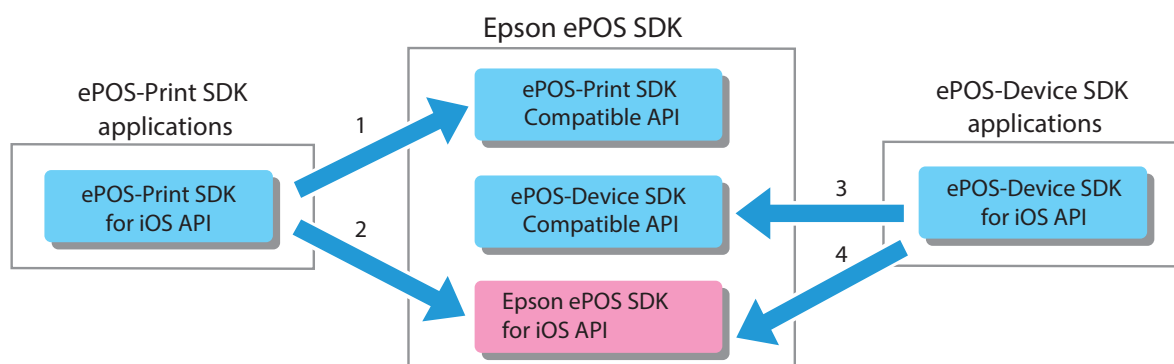 Epson ePOS SDK
ePOS-Print SDK
applications
ePOS-Print SDK
for iOS API
1
2
ePOS-Print SDK
Compatible API
ePOS-Device SDK
Compatible API
Epson ePOS SDK
for iOS API
3
4
ePOS-Device SDK
applications
ePOS-Device SDK
for iOS API